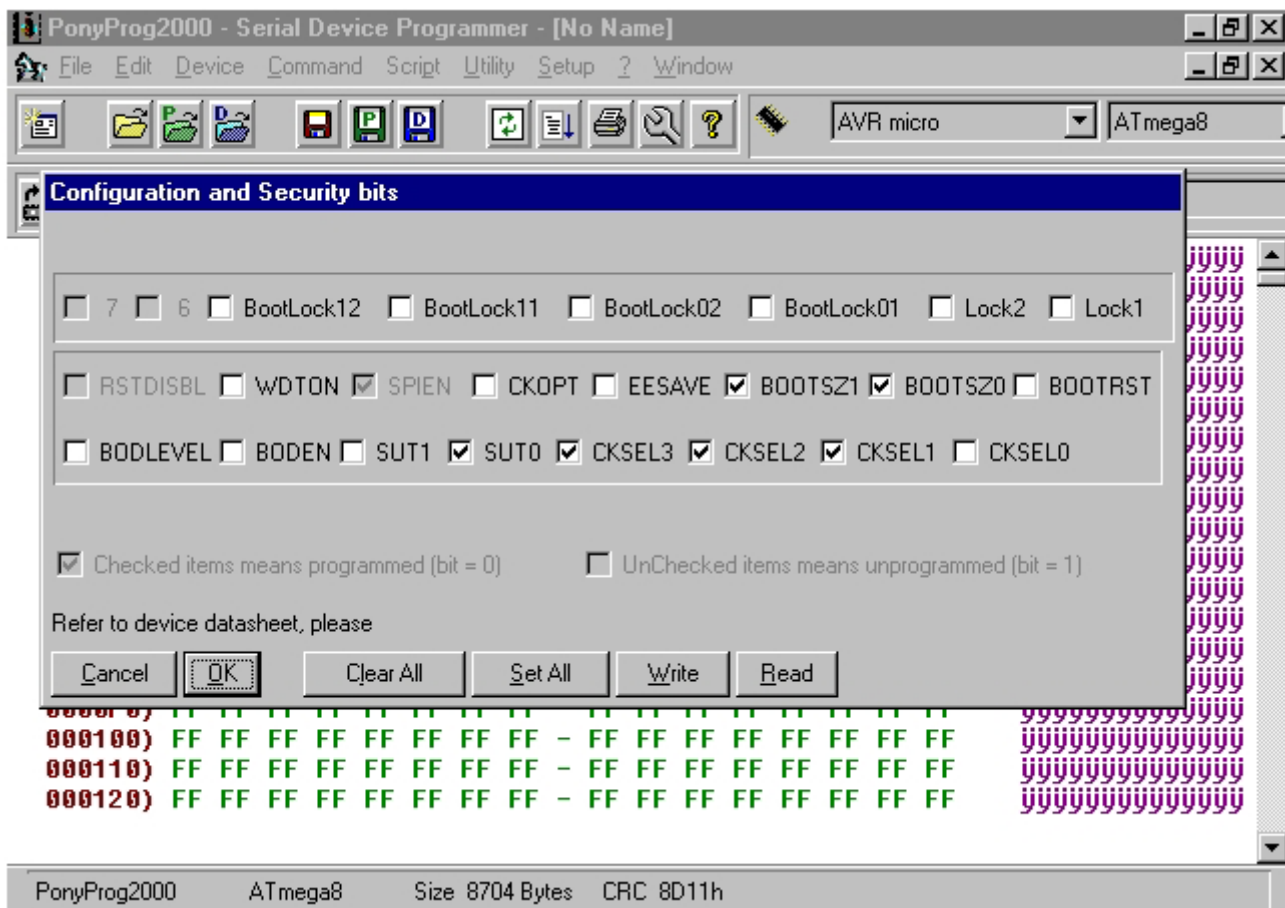 PonyProg2000 - Serial Device Programmer - [No Name]
File Edit Device Command Script Utility Setup ? Window
AVR micro ATmega8
Configuration and Security bits
7 6 BootLock12 BootLock11 BootLock02 BootLock01 Lock2 Lock1
RSTDISBL WDTON SPIEN CKOPT EESAVE BOOTSZ1 BOOTSZ0 BOOTRST
BODLEVEL BODEN SUT1 SUT0 CKSEL3 CKSEL2 CKSEL1 CKSEL0
Checked items means programmed (bit = 0) UnChecked items means unprogrammed (bit = 1)
Refer to device datasheet, please
Cancel OK Clear All Set All Write Read
000100) FF FF FF FF FF FF FF FF - FF FF FF FF FF FF FF FF ÿÿÿÿÿÿÿÿÿÿÿÿÿÿÿÿ
000110) FF FF FF FF FF FF FF FF - FF FF FF FF FF FF FF FF ÿÿÿÿÿÿÿÿÿÿÿÿÿÿÿÿ
000120) FF FF FF FF FF FF FF FF - FF FF FF FF FF FF FF FF ÿÿÿÿÿÿÿÿÿÿÿÿÿÿÿÿ
PonyProg2000 ATmega8 Size 8704 Bytes CRC 8D11h